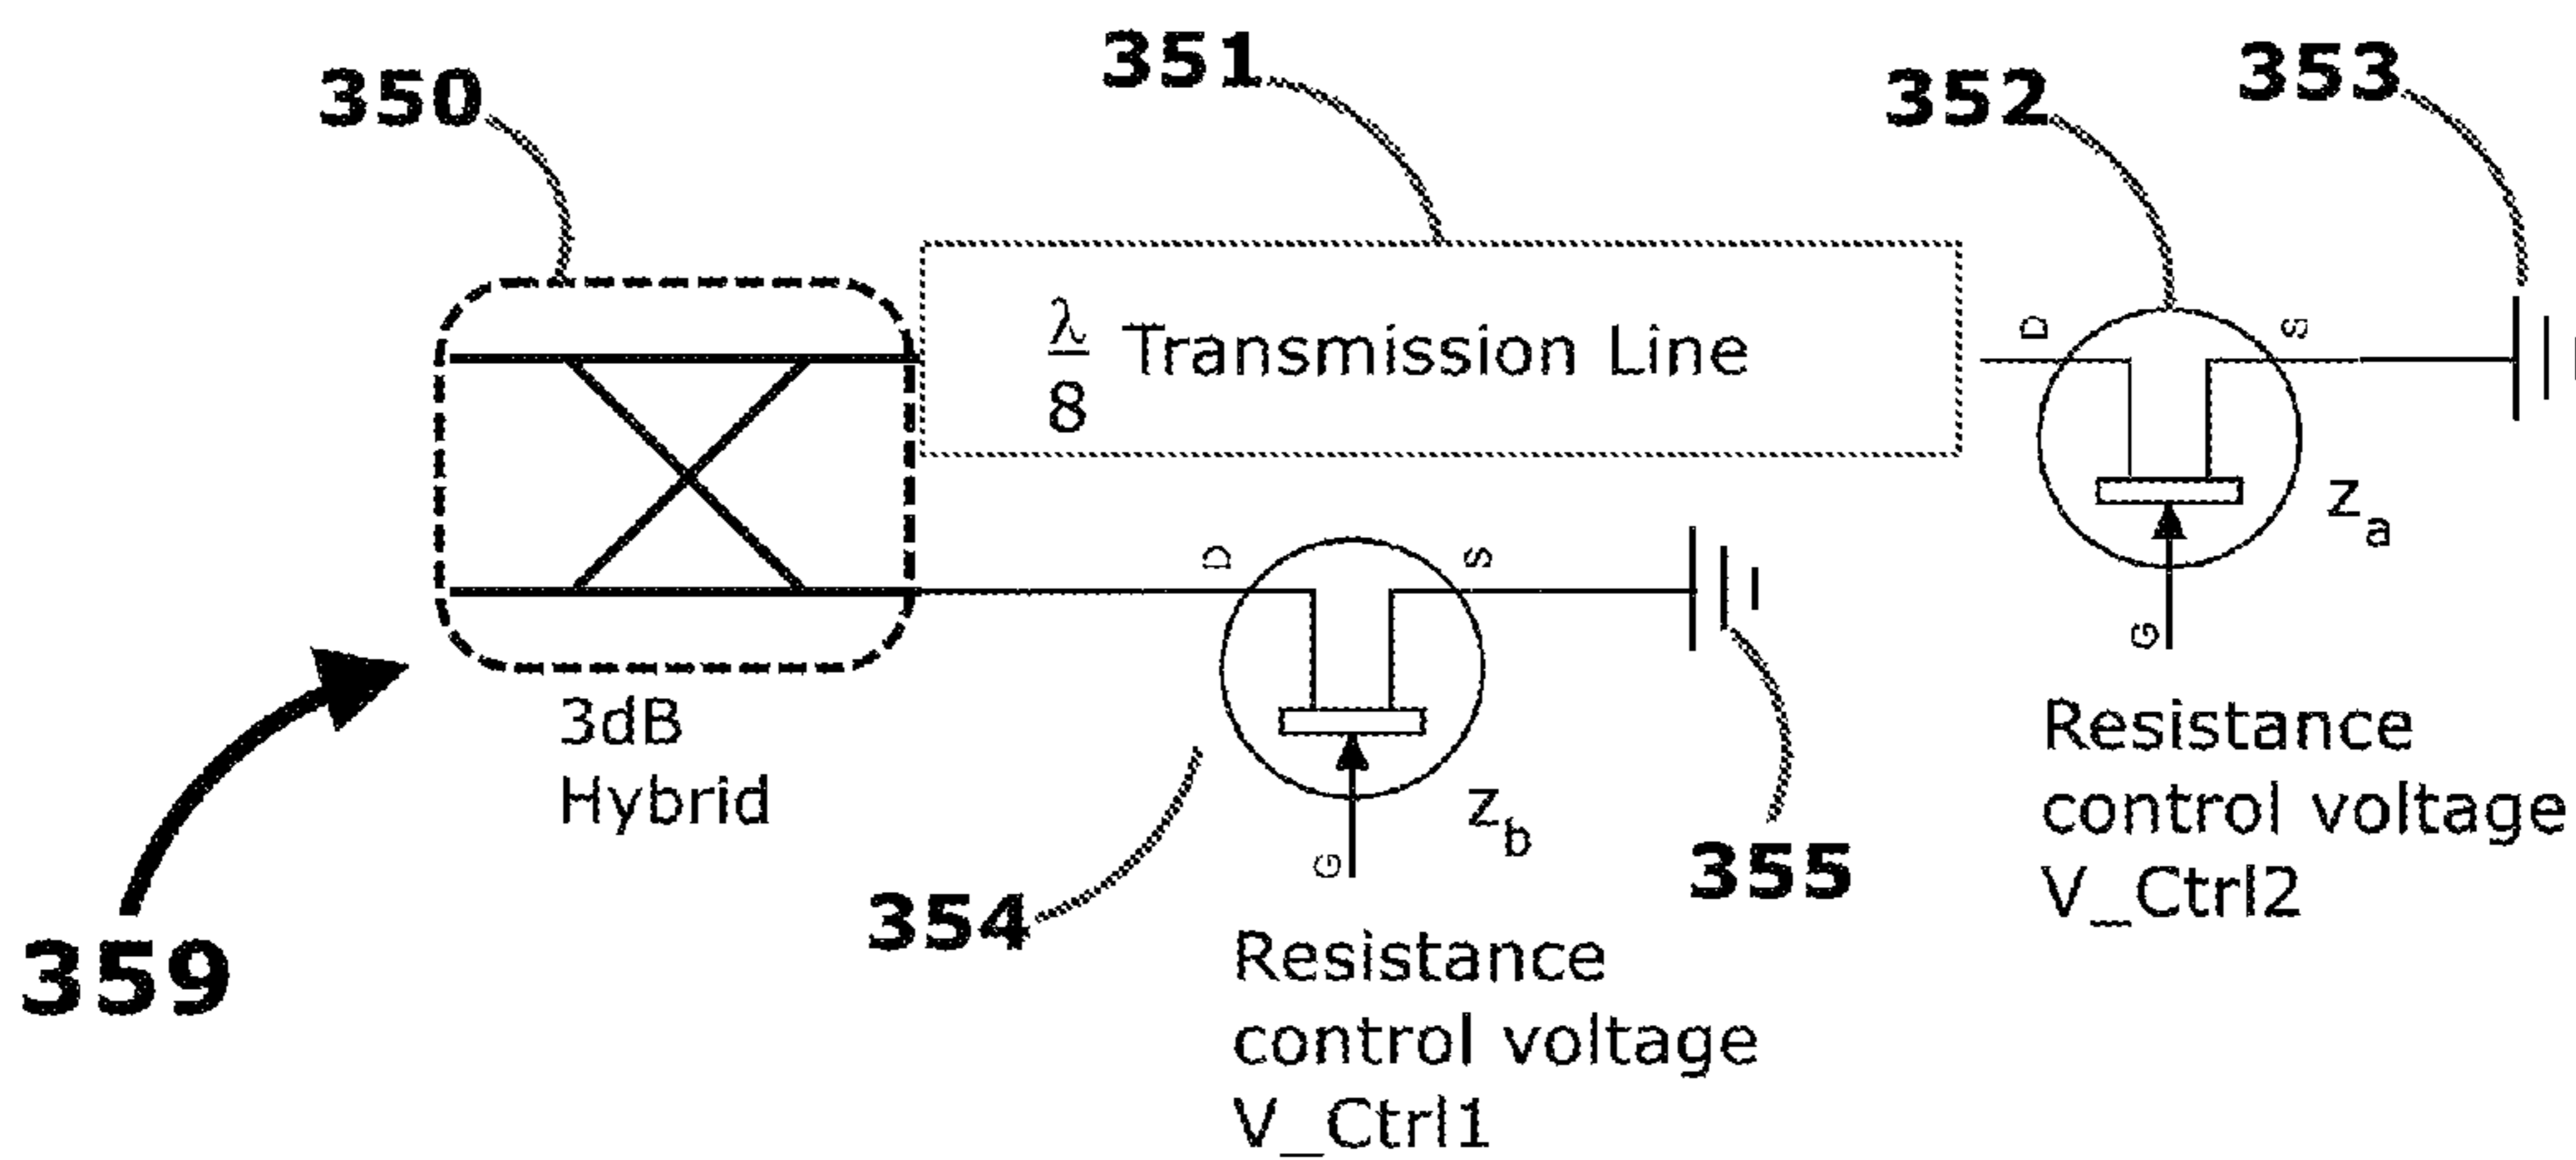 350
351
352
353
λ
8
Transmission Line
D
S
G
Z a
D
S
G
Z b
3dB
Hybrid
354
355
359
Resistance
control voltage
V_Ctrl2
Resistance
control voltage
V_Ctrl1